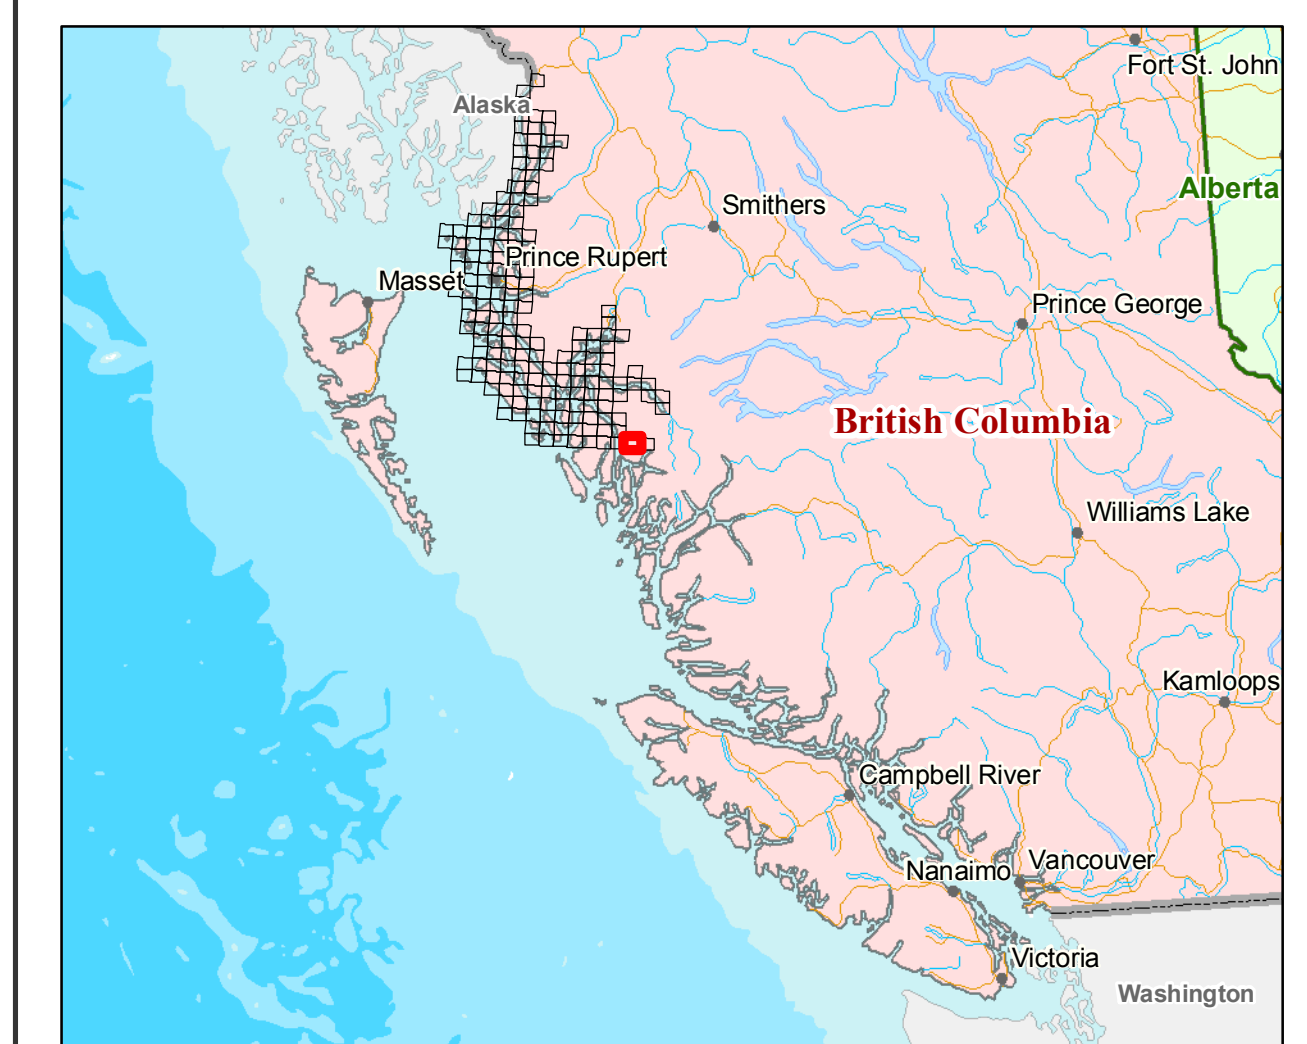 Fort St. John
Alaska
Alberta
Smithers
Prince Rupert
Masset
Prince George
British Columbia
Williams Lake
Kamloops
Campbell River
Vancouver
Nanaimo
Victoria
Washington